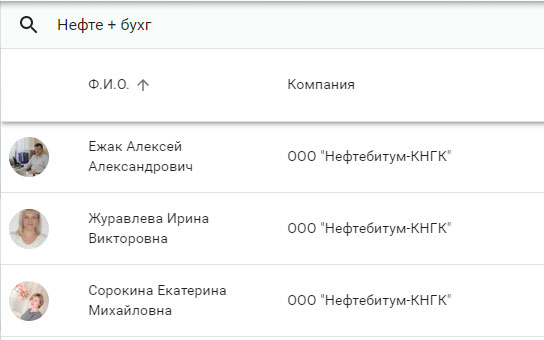 Нефте + бухг
Ф.И.О. Компания
Ежак Алексей
Александрович
ООО "Нефтебитум-КНГК"
Журавлева Ирина
Викторовна
ООО "Нефтебитум-КНГК"
Сорокина Екатерина
Михайловна
ООО "Нефтебитум-КНГК"